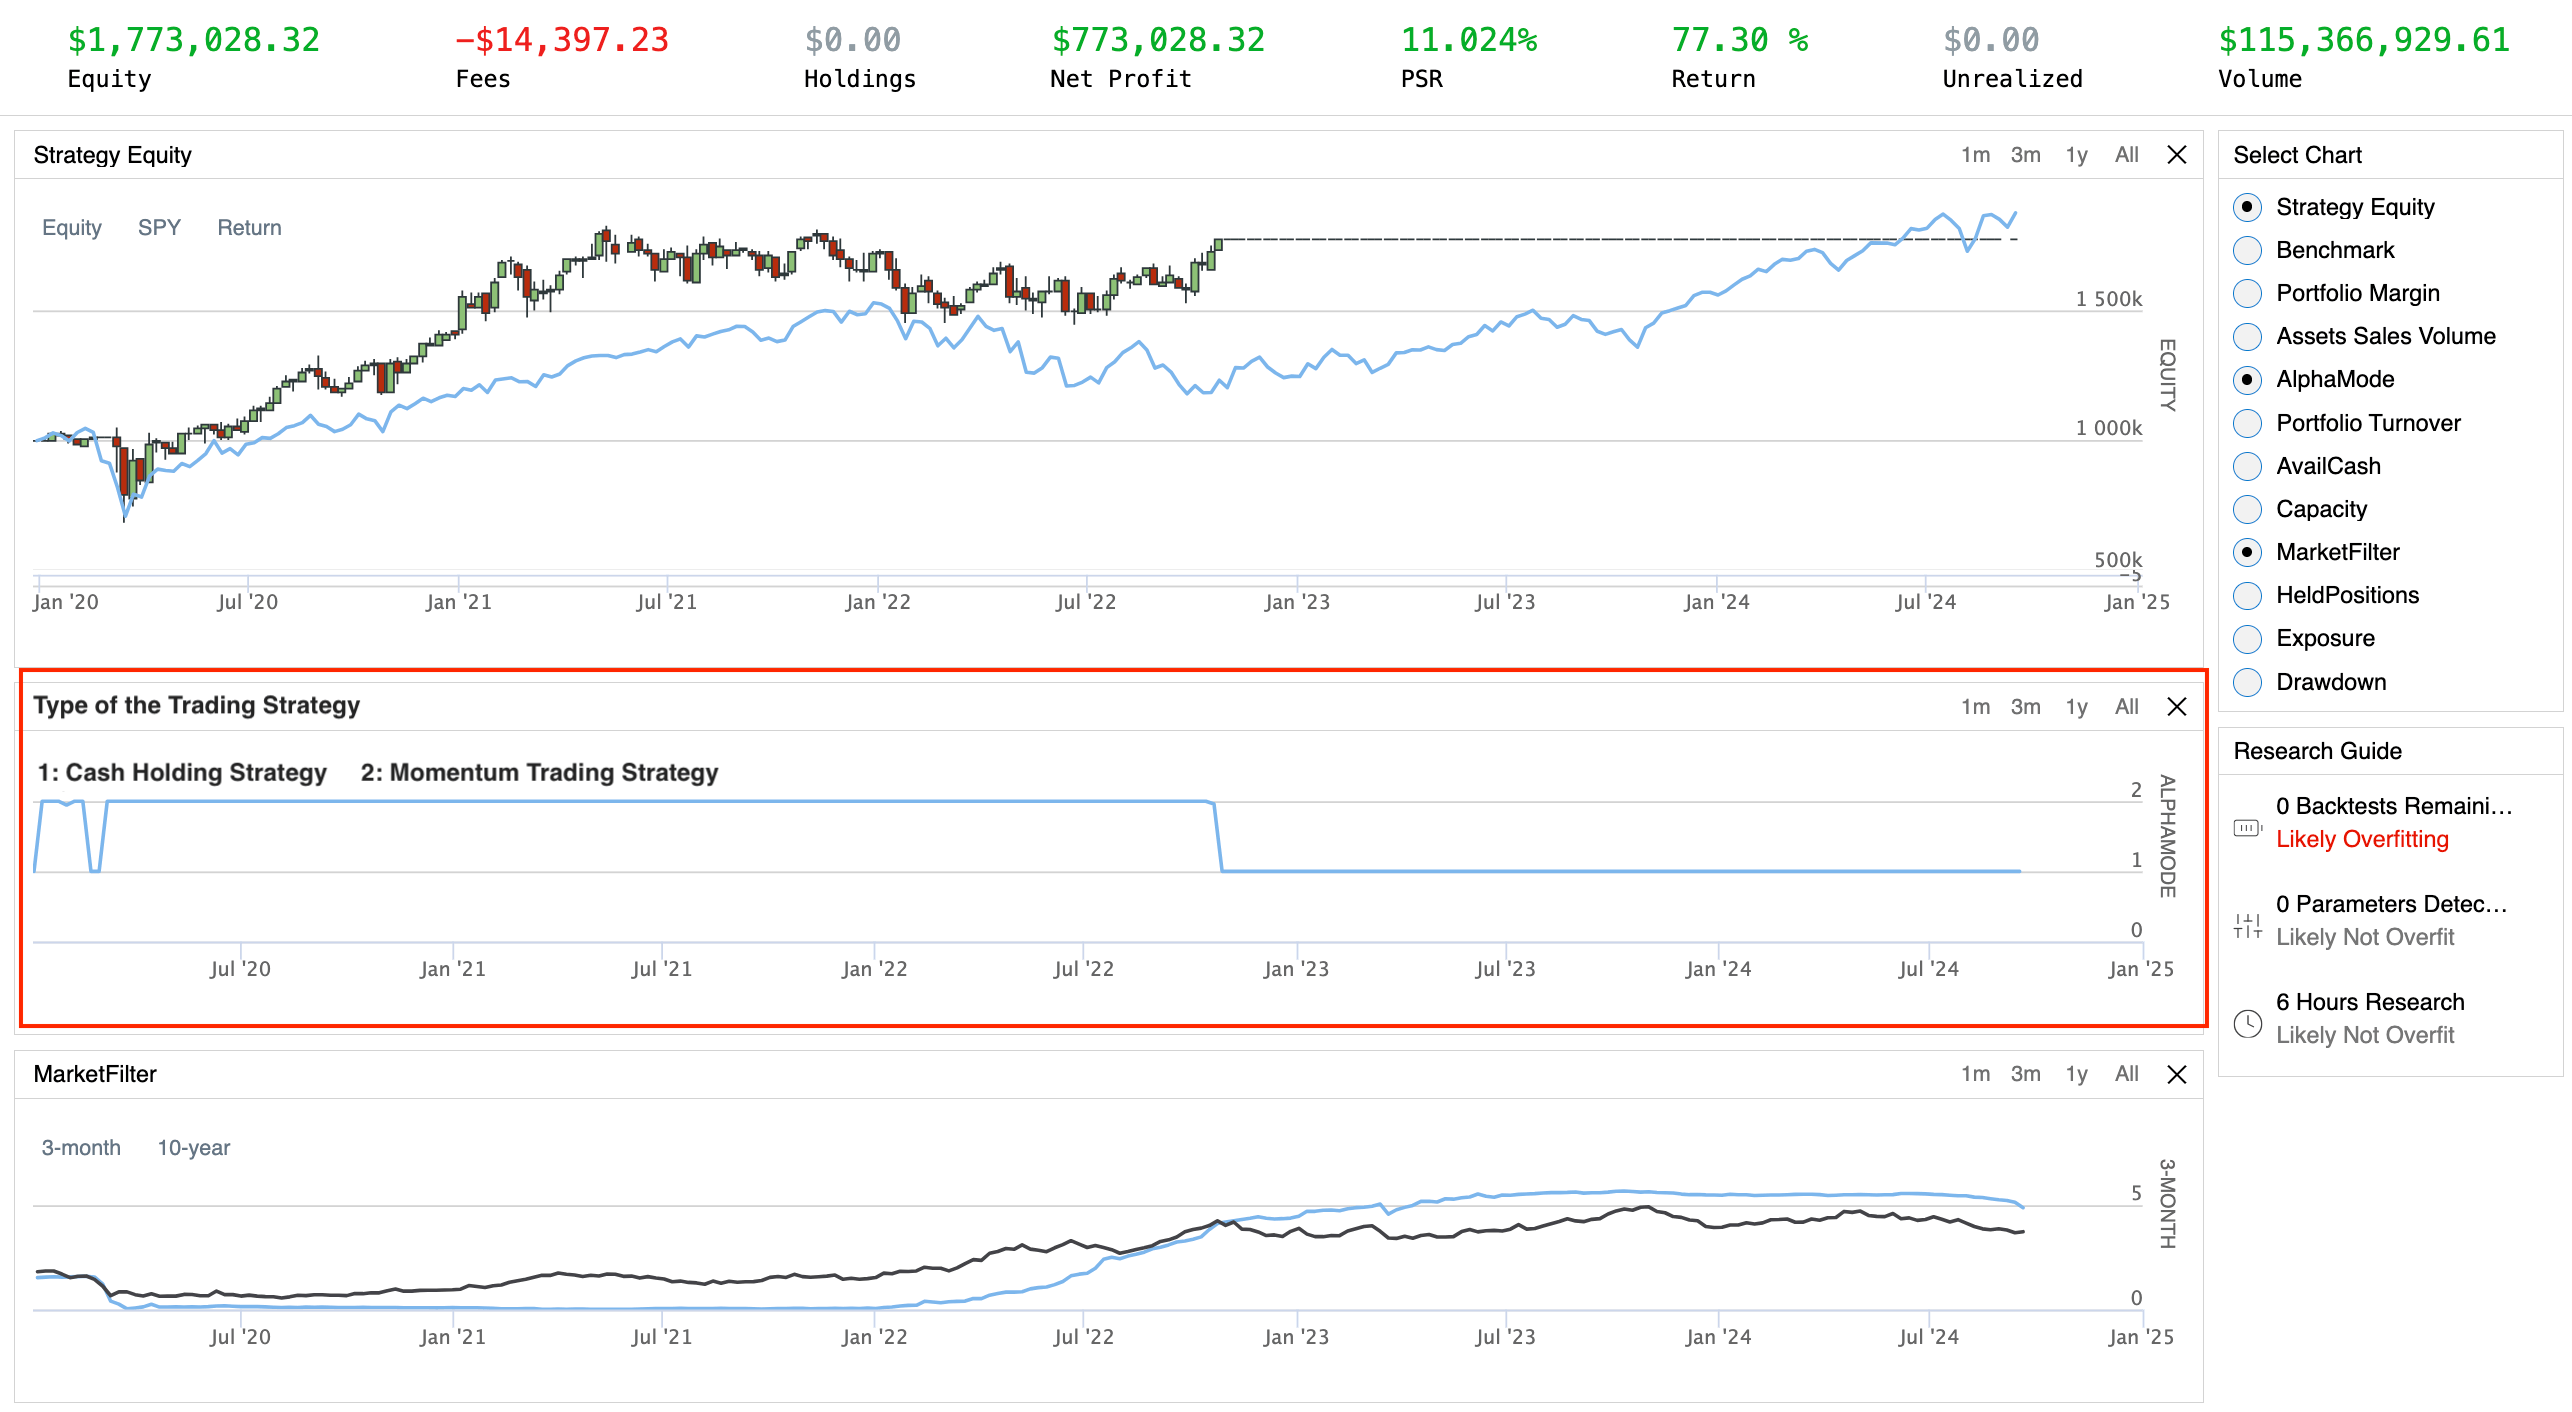 $1,773,028.32 −$14,397.23 $0.00 $773,028.32 11.024% 77.30 % $0.00 $115,366,929.61
Equity Fees Holdings Net Profit PSR Return Unrealized Volume
Strategy Equity 1m 3m 1y All
Equity SPY Return
1 500k
1 000k
500k
−5
EQUITY
Jan '20 Jul '20 Jan '21 Jul '21 Jan '22 Jul '22 Jan '23 Jul '23 Jan '24 Jul '24 Jan '25
Type of the Trading Strategy 1m 3m 1y All
1: Cash Holding Strategy 2: Momentum Trading Strategy
2
1
0
ALPHAMODE
Jul '20 Jan '21 Jul '21 Jan '22 Jul '22 Jan '23 Jul '23 Jan '24 Jul '24 Jan '25
MarketFilter 1m 3m 1y All
3-month 10-year
5
0
3-MONTH
Jul '20 Jan '21 Jul '21 Jan '22 Jul '22 Jan '23 Jul '23 Jan '24 Jul '24 Jan '25
Select Chart
Strategy Equity
Benchmark
Portfolio Margin
Assets Sales Volume
AlphaMode
Portfolio Turnover
AvailCash
Capacity
MarketFilter
HeldPositions
Exposure
Drawdown
Research Guide
0 Backtests Remaini...
Likely Overfitting
0 Parameters Detec...
Likely Not Overfit
6 Hours Research
Likely Not Overfit